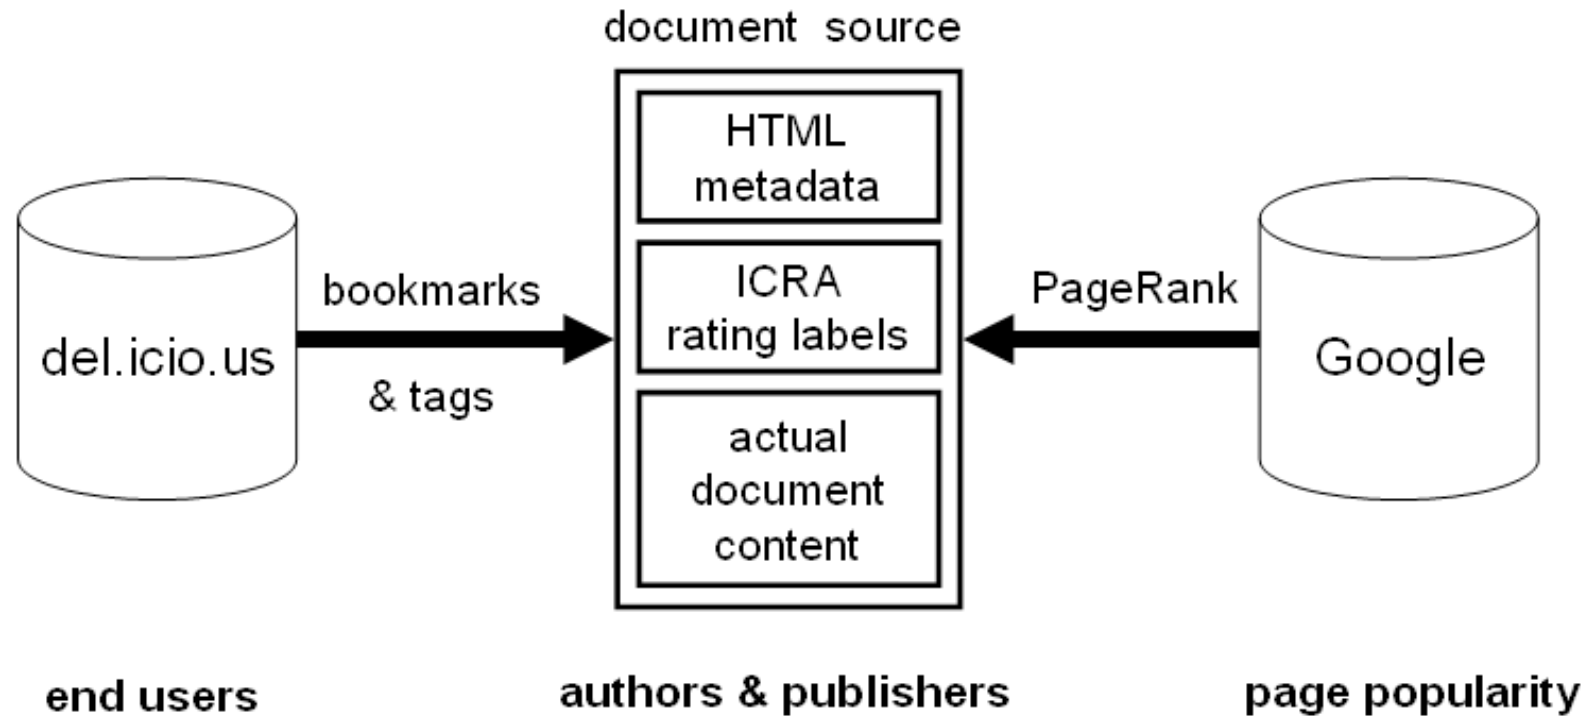 document source
HTML
metadata
ICRA
rating labels
actual
document
content
del.icio.us
bookmarks
& tags
PageRank
Google
end users
authors & publishers
page popularity